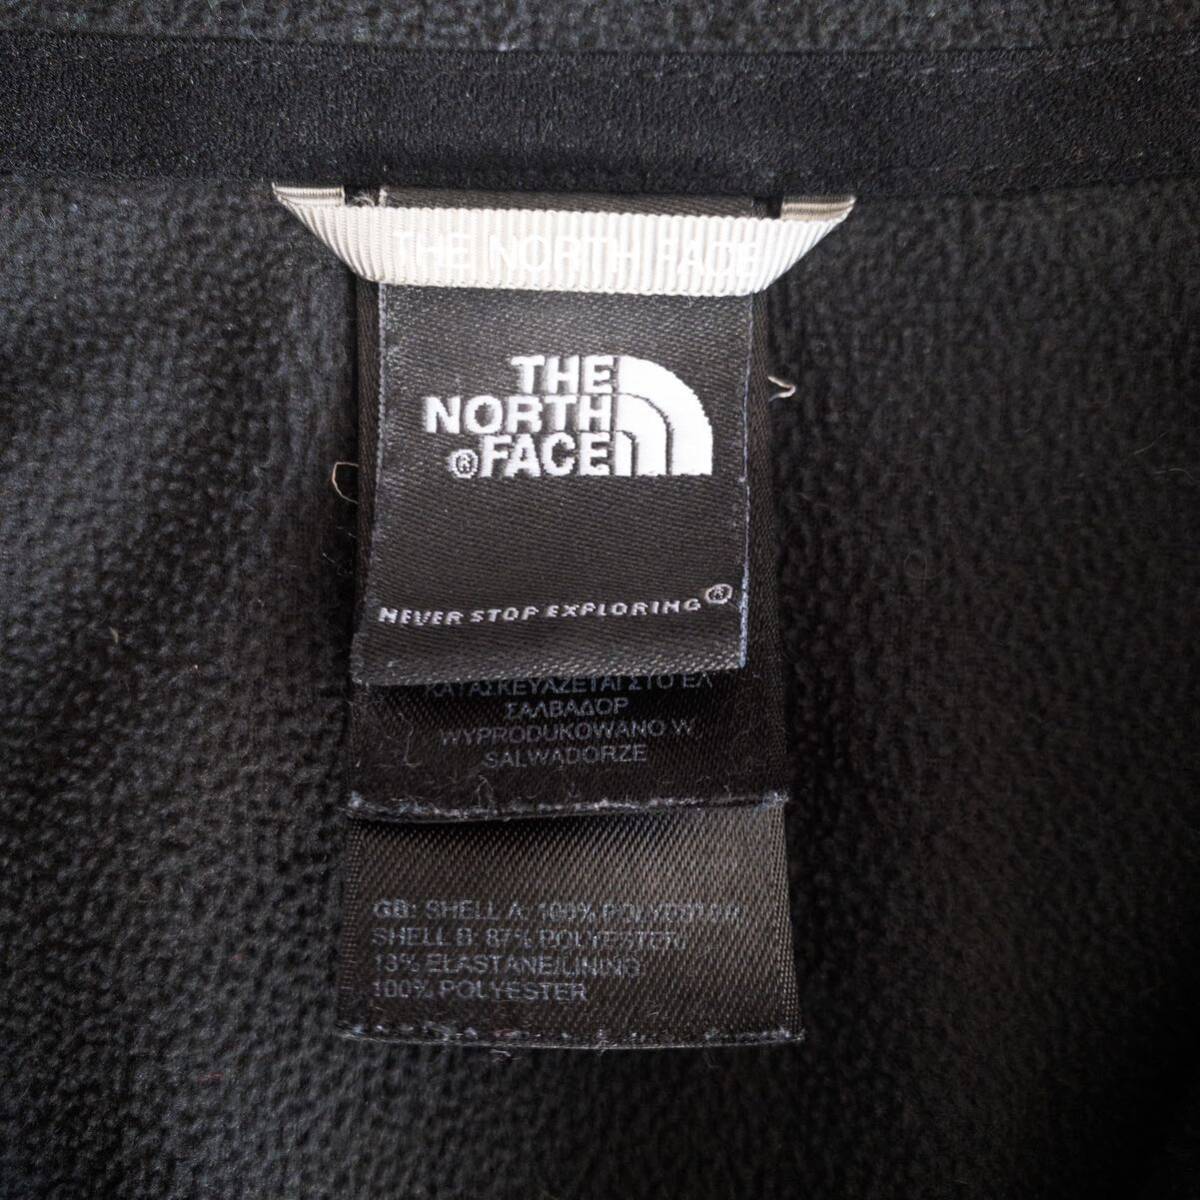 THE NORTH FACE
THE
NORTH
®FACE
NEVER STOP EXPLORING®
ΚΑΤΑΣΚΕΥΑΖΕΤΑΙ ΣΤΟ ΕΛ
ΣΑΛΒΑΔΟΡ
WYPRODUKOWANO W
SALWADORZE
GB: SHELL A: 100% POLYESTER/
SHELL B: 87% POLYESTER/
13% ELASTANE/LINING:
100% POLYESTER